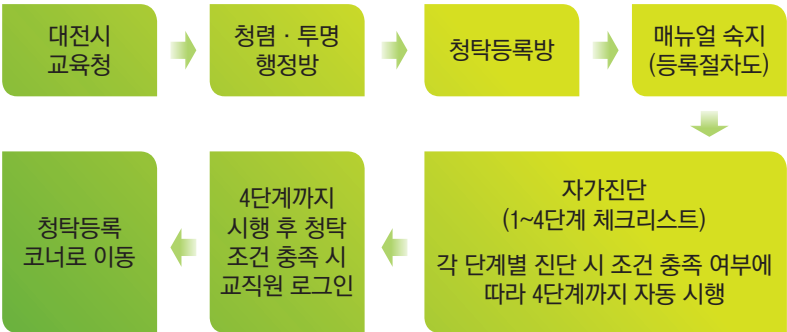 대전시
교육청
청렴 · 투명
행정방
청탁등록방
매뉴얼 숙지
(등록절차도)
자가진단
(1~4단계 체크리스트)
각 단계별 진단 시 조건 충족 여부에
따라 4단계까지 자동 시행
4단계까지
시행 후 청탁
조건 충족 시
교직원 로그인
청탁등록
코너로 이동